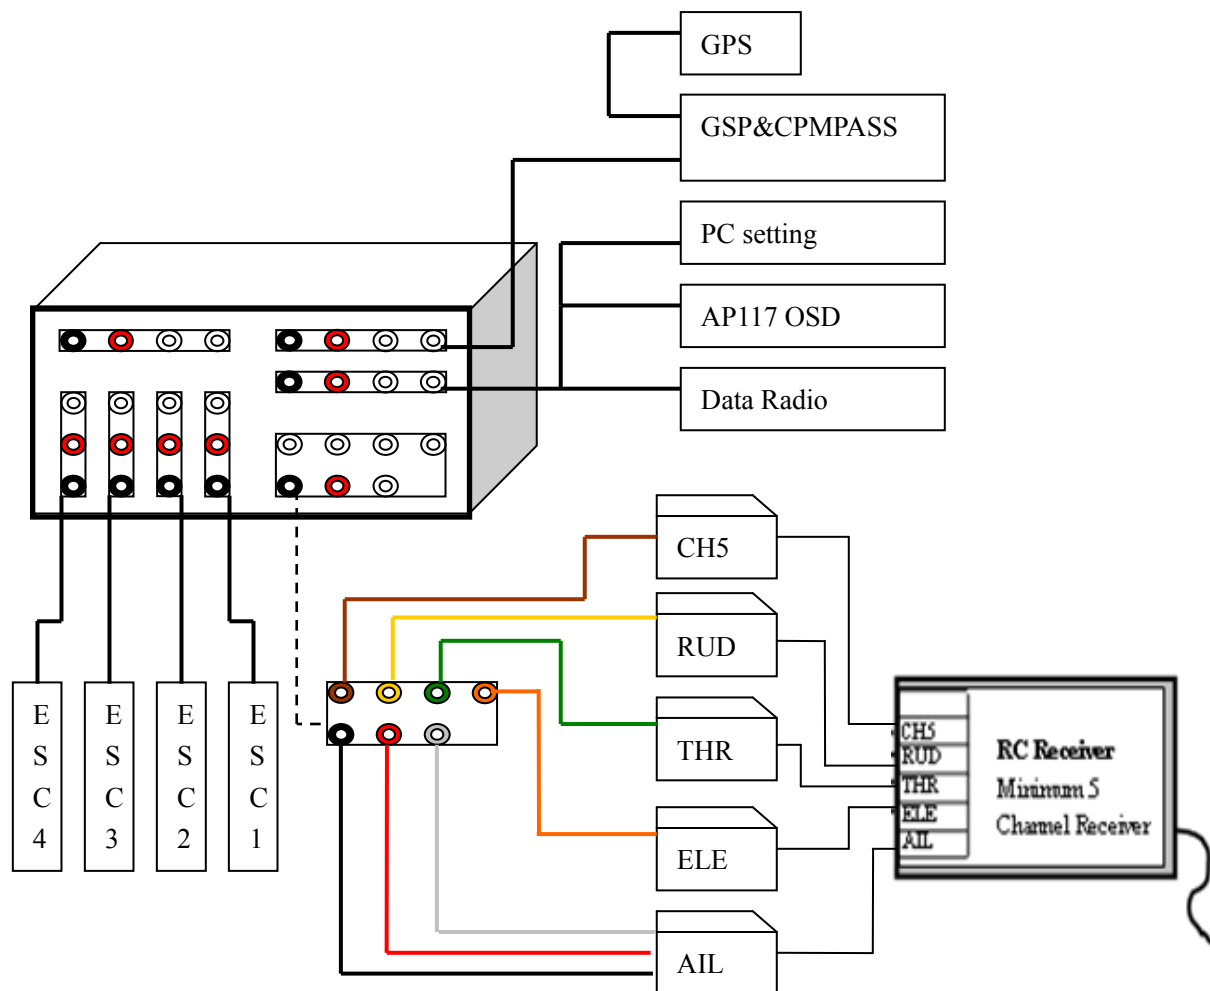 GPS
GSP&CPMPASS
PC setting
AP117 OSD
Data Radio
CH5
RUD
THR
ELE
AIL
E
S
C
4
E
S
C
3
E
S
C
2
E
S
C
1
CH5
RUD
THR
ELE
AIL
RC Receiver
Minimum 5
Channel Receiver